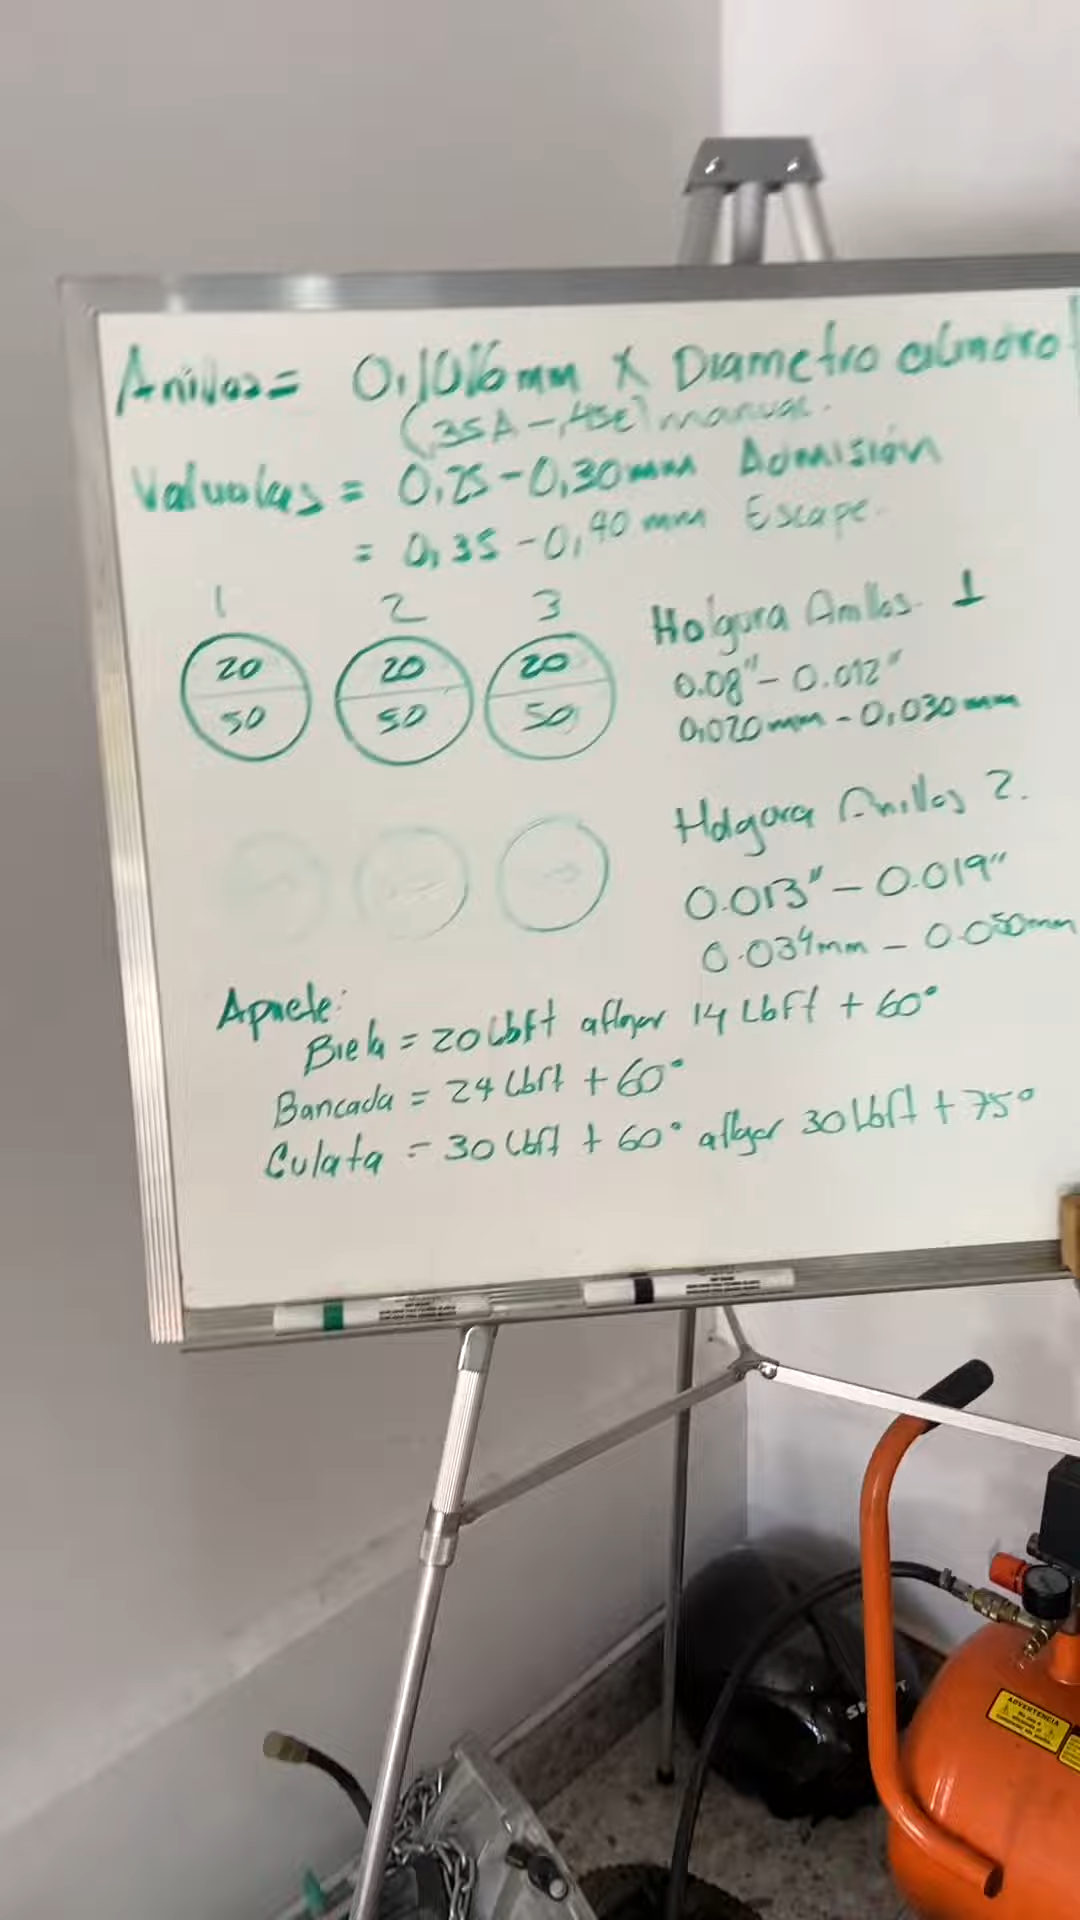 Anillos = 0,1016mm X Diametro cilindro
(,35A - ,45E) manual.
Valvulas = 0,25 - 0,30mm Admisión
= 0,35 - 0,40 mm Escape.
1 2 3
20 20 20
50 50 50
Holgura Anillos 1
0.08" - 0.012"
0,020mm - 0,030mm
Holgura Anillos 2.
0.013" - 0.019"
0.034mm - 0.050mm
Apriete:
Biela = 20 Lbft aflojar 14 Lbft + 60°
Bancada = 24 Lbft + 60°
Culata = 30 Lbft + 60° aflojar 30 Lbft + 75°
ADVERTENCIA